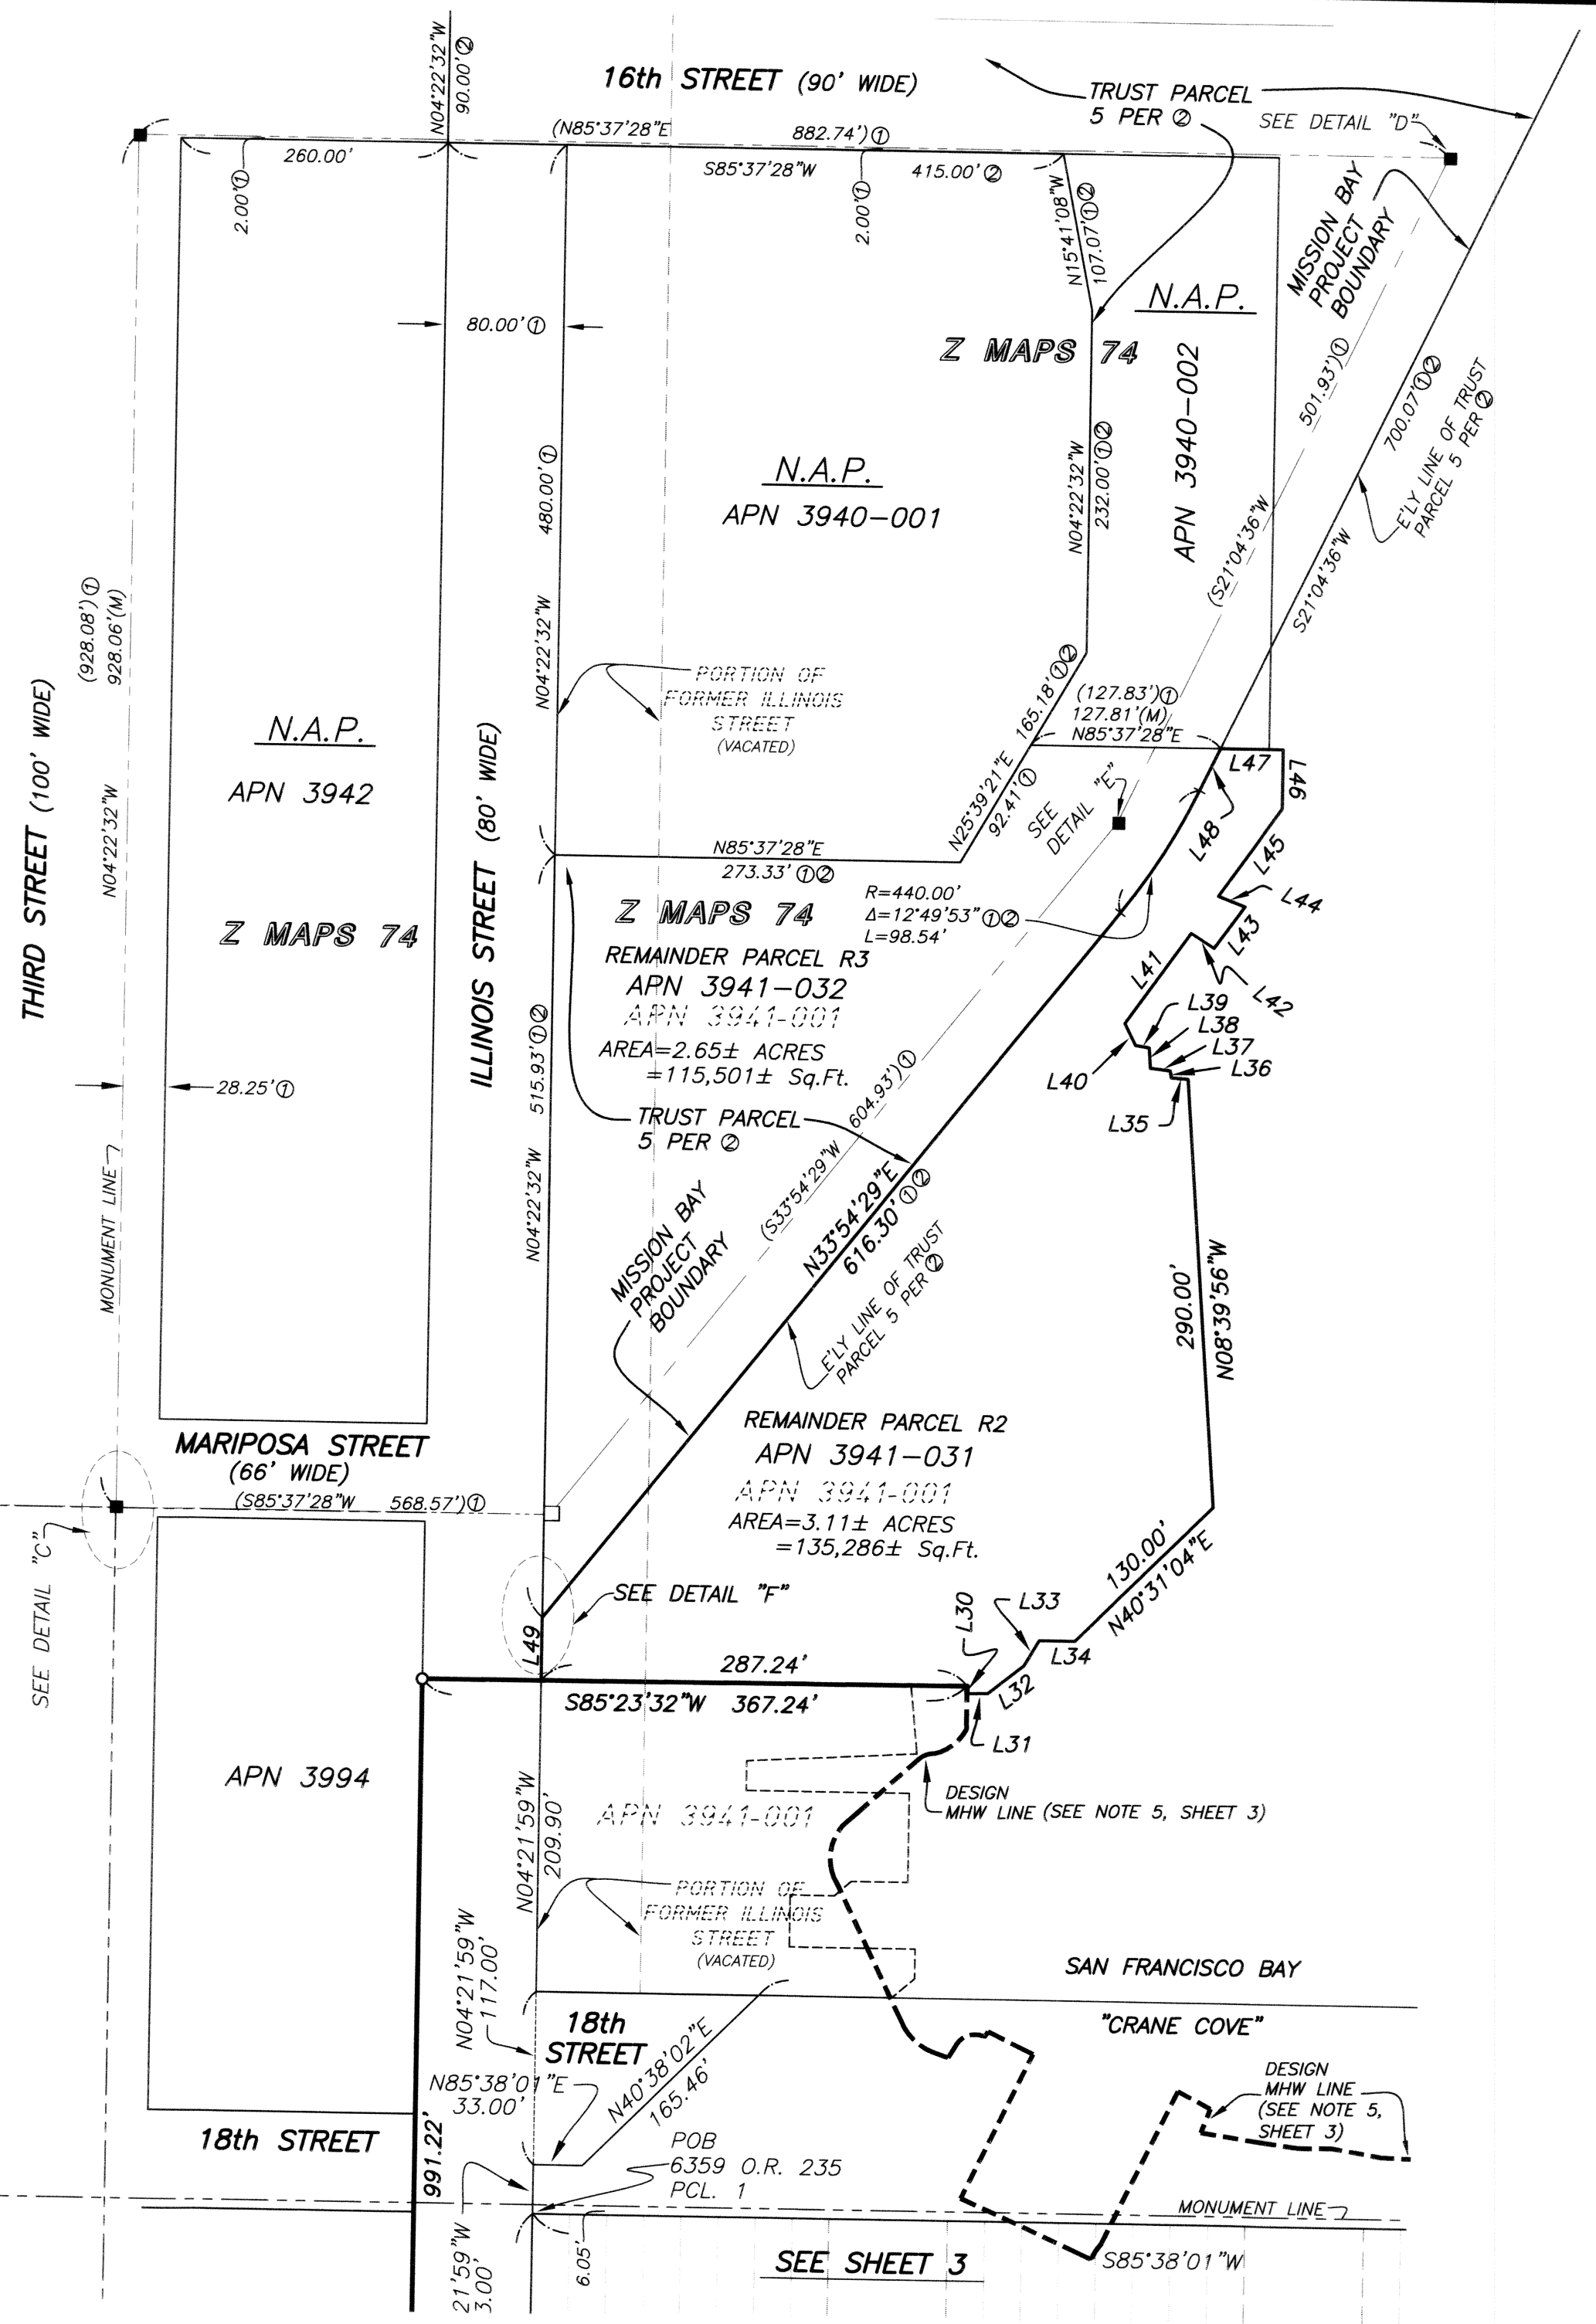 N04°22'32"W
90.00'②
16th STREET (90' WIDE)
TRUST PARCEL
5 PER ②
SEE DETAIL "D"
(N85°37'28"E
882.74')①
260.00'
S85°37'28"W
415.00'②
2.00'①
2.00'①
N15°41'08"W
107.07'①②
MISSION BAY
PROJECT
BOUNDARY
N.A.P.
80.00'①
Z MAPS 74
APN 3940-002
501.93')①
700.07'①②
E'LY LINE OF TRUST
PARCEL 5 PER②
N.A.P.
APN 3940-001
480.00'①
N04°22'32"W
232.00'①②
(S21°04'36"W
S21°04'36"W
(928.08')①
928.06'(M)
N04°22'32"W
PORTION OF
FORMER ILLINOIS
STREET
(VACATED)
165.18'①②
(127.83')①
127.81'(M)
N85°37'28"E
THIRD STREET (100' WIDE)
N.A.P.
APN 3942
N04°22'32"W
ILLINOIS STREET (80' WIDE)
L47
L46
N25°39'21"E
92.41'①
SEE
DETAIL "E"
L48
L45
N85°37'28"E
273.33' ①②
L44
Z MAPS 74
Z MAPS 74
R=440.00'
Δ=12°49'53"①②
L=98.54'
L43
REMAINDER PARCEL R3
APN 3941-032
APN 3941-001
AREA=2.65± ACRES
=115,501± Sq.Ft.
L41
L42
L39
L38
L37
L36
L40
L35
28.25'①
515.93'①②
N04°22'32"W
TRUST PARCEL
5 PER ②
604.93')①
(S33°54'29"W
MONUMENT LINE
MISSION BAY
PROJECT
BOUNDARY
N33°54'29"E
616.30'①②
E'LY LINE OF TRUST
PARCEL 5 PER②
290.00'
N08°39'56"W
MARIPOSA STREET
(66' WIDE)
(S85°37'28"W 568.57')①
REMAINDER PARCEL R2
APN 3941-031
APN 3941-001
AREA=3.11± ACRES
=135,286± Sq.Ft.
SEE DETAIL "C"
130.00'
N40°31'04"E
SEE DETAIL "F"
L49
L30
L33
L34
L32
L31
287.24'
S85°23'32"W 367.24'
APN 3994
N04°21'59"W
209.90'
APN 3941-001
DESIGN
MHW LINE (SEE NOTE 5, SHEET 3)
PORTION OF
FORMER ILLINOIS
STREET
(VACATED)
N04°21'59"W
117.00'
SAN FRANCISCO BAY
"CRANE COVE"
18th
STREET
N85°38'01"E
33.00'
N40°38'02"E
165.46'
DESIGN
MHW LINE
(SEE NOTE 5,
SHEET 3)
18th STREET
991.22'
POB
6359 O.R. 235
PCL. 1
MONUMENT LINE
21'59"W
3.00'
6.05'
SEE SHEET 3
S85°38'01"W